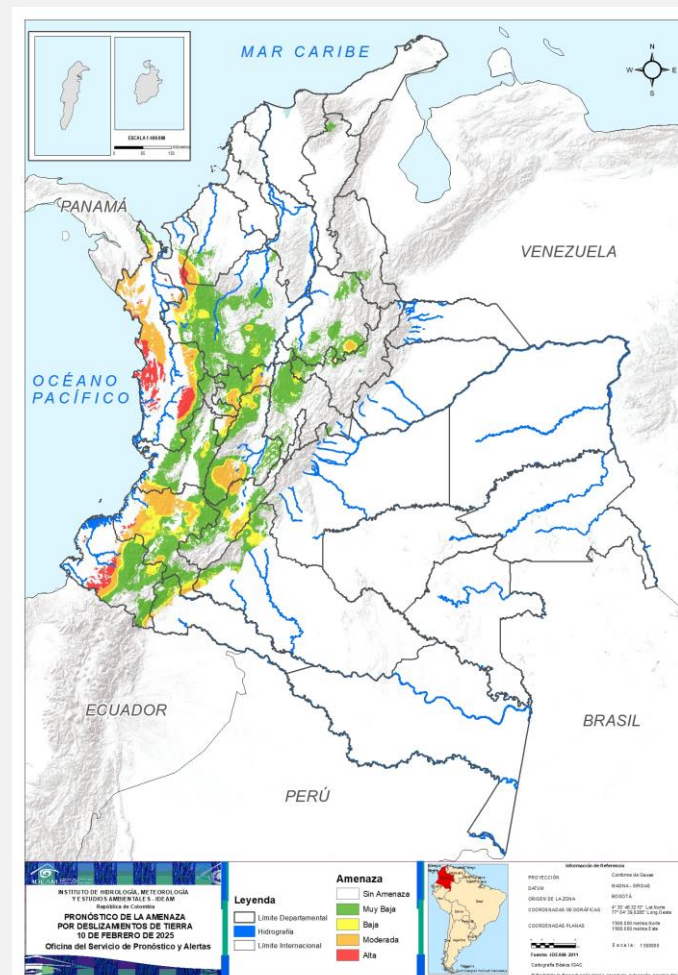 MAR CARIBE
N
W
E
S
ESCALA 1:600.000
PANAMÁ
VENEZUELA
OCÉANO
PACÍFICO
ECUADOR
BRASIL
PERÚ
IDEAM
INSTITUTO DE HIDROLOGÍA, METEOROLOGÍA
Y ESTUDIOS AMBIENTALES - IDEAM
República de Colombia
PRONÓSTICO DE LA AMENAZA
POR DESLIZAMIENTOS DE TIERRA
10 DE FEBRERO DE 2025
Oficina del Servicio de Pronóstico y Alertas
Leyenda
Límite Departamental
Hidrografía
Límite Internacional
Amenaza
Sin Amenaza
Muy Baja
Baja
Moderada
Alta
Información de Referencia
PROYECCIÓN
Conforme de Gauss
DATUM
MAGNA - SIRGAS
ORIGEN DE LA ZONA
BOGOTÁ
COORDENADAS GEOGRÁFICAS
COORDENADAS PLANAS
Fuente: IDEAM. 2011
Cartografía Básica IGAC